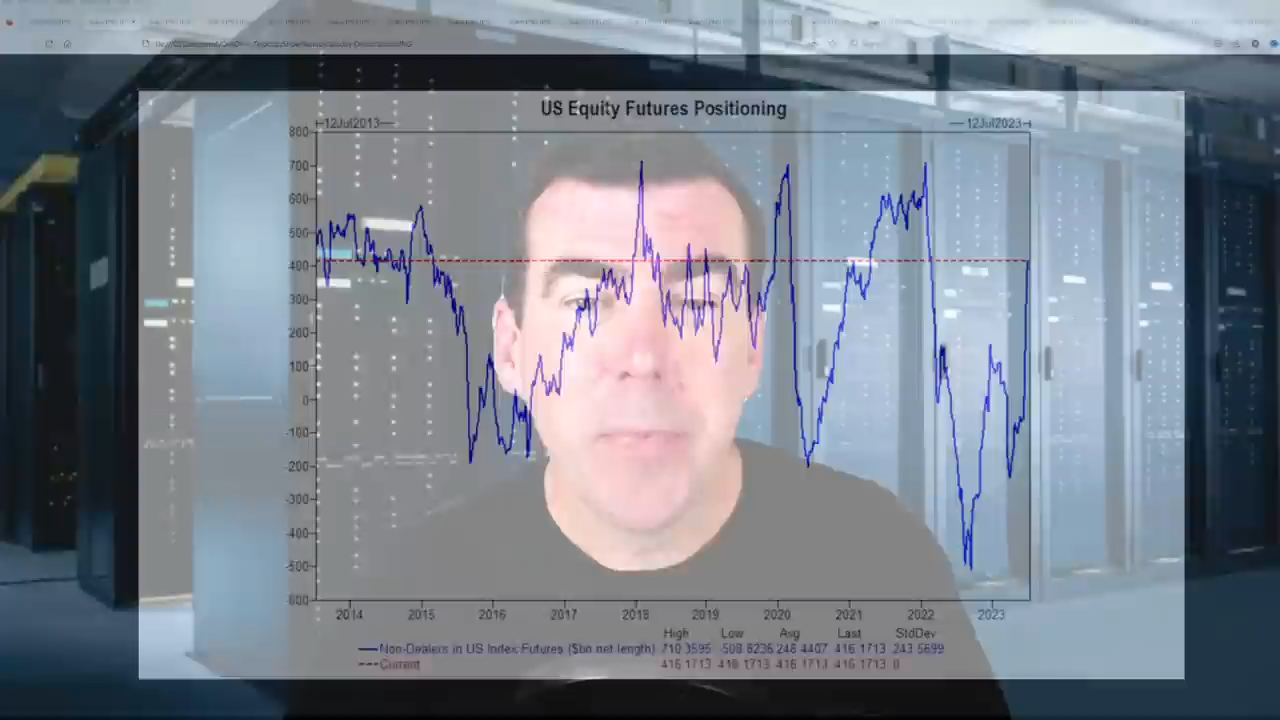 US Equity Futures Positioning
12Jul2013
12Jul2023
800
700
600
500
400
300
200
100
0
-100
-200
-300
-400
-500
-600
2014 2015 2016 2017 2018 2019 2020 2021 2022 2023
High Low Avg Last StdDev
Non-Dealers in US Index Futures ($bn net length) 710.3595 -508.8236 248.4407 416.1713 243.5699
Current 416.1713 416.1713 416.1713 416.1713 0